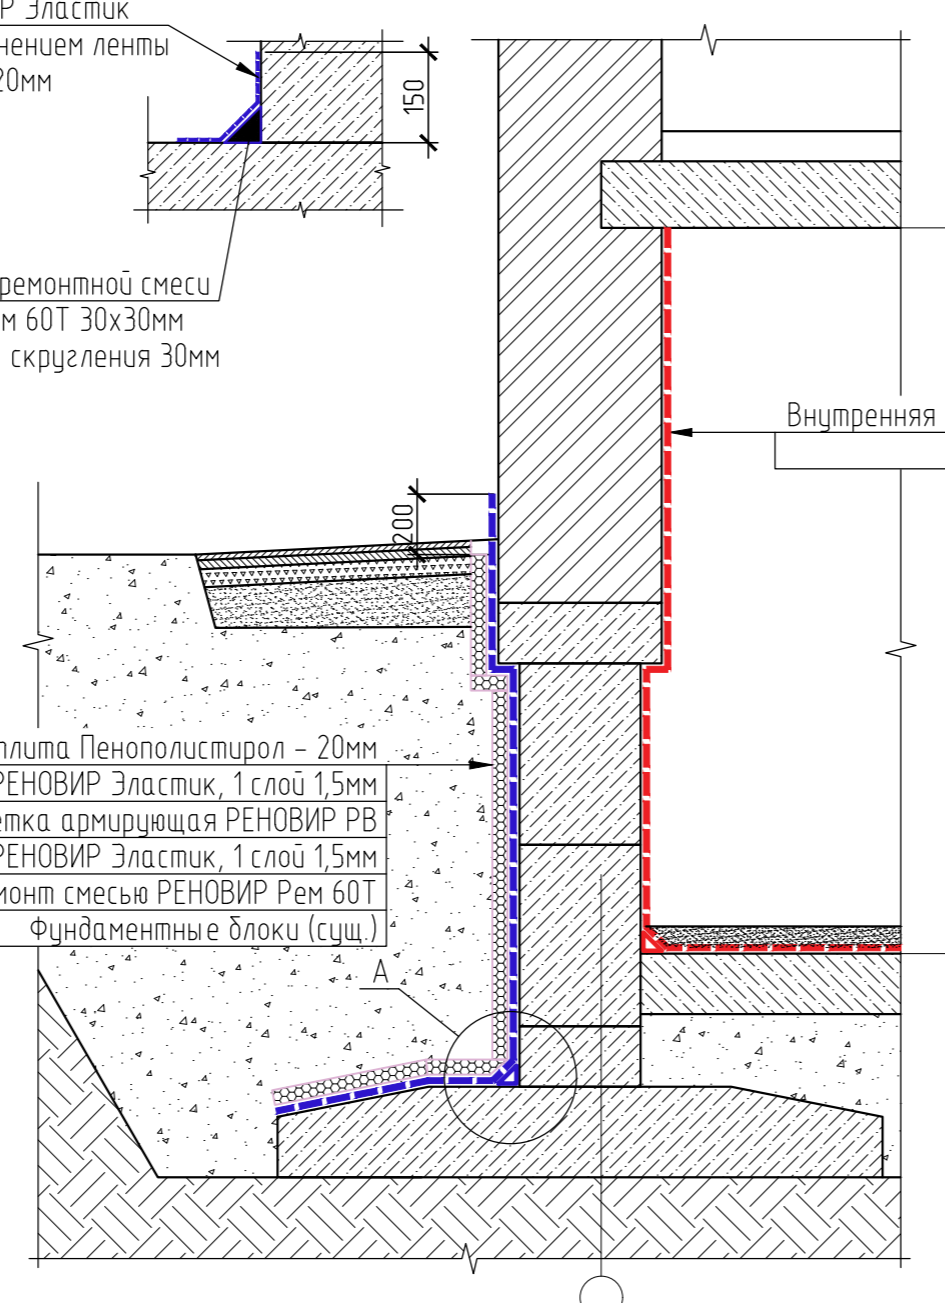 Р Эластик
нением ленты
20мм
150
ремонтной смеси
м 60Т 30х30мм
скругления 30мм
Внутренняя
200
плита Пенополистирол - 20мм
РЕНОВИР Эластик, 1 слой 1,5мм
етка армирующая РЕНОВИР РВ
РЕНОВИР Эластик, 1 слой 1,5мм
монт смесью РЕНОВИР Рем 60Т
Фундаментные блоки (сущ.)
А